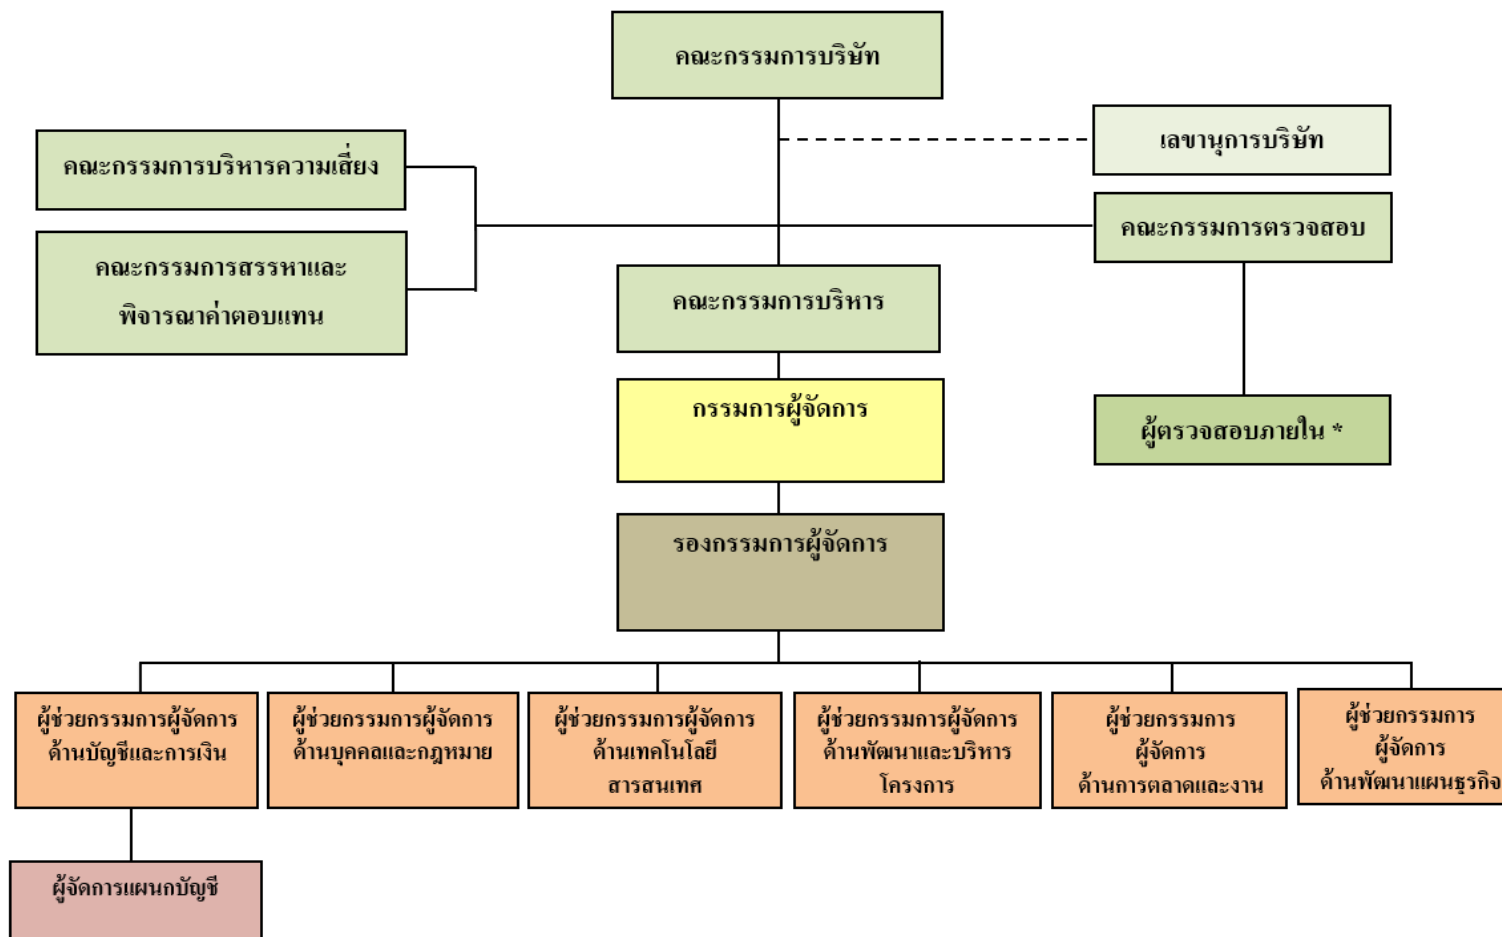 คณะกรรมการบริษัท
เลขานุการบริษัท
คณะกรรมการบริหารความเสี่ยง
คณะกรรมการตรวจสอบ
คณะกรรมการสรรหาและ
พิจารณาค่าตอบแทน
คณะกรรมการบริหาร
กรรมการผู้จัดการ
ผู้ตรวจสอบภายใน *
รองกรรมการผู้จัดการ
ผู้ช่วยกรรมการผู้จัดการ
ด้านบัญชีและการเงิน
ผู้ช่วยกรรมการผู้จัดการ
ด้านบุคคลและกฎหมาย
ผู้ช่วยกรรมการผู้จัดการ
ด้านเทคโนโลยี
สารสนเทศ
ผู้ช่วยกรรมการผู้จัดการ
ด้านพัฒนาและบริหาร
โครงการ
ผู้ช่วยกรรมการ
ผู้จัดการ
ด้านการตลาดและงาน
ผู้ช่วยกรรมการ
ผู้จัดการ
ด้านพัฒนาแผนธุรกิจ
ผู้จัดการแผนกบัญชี